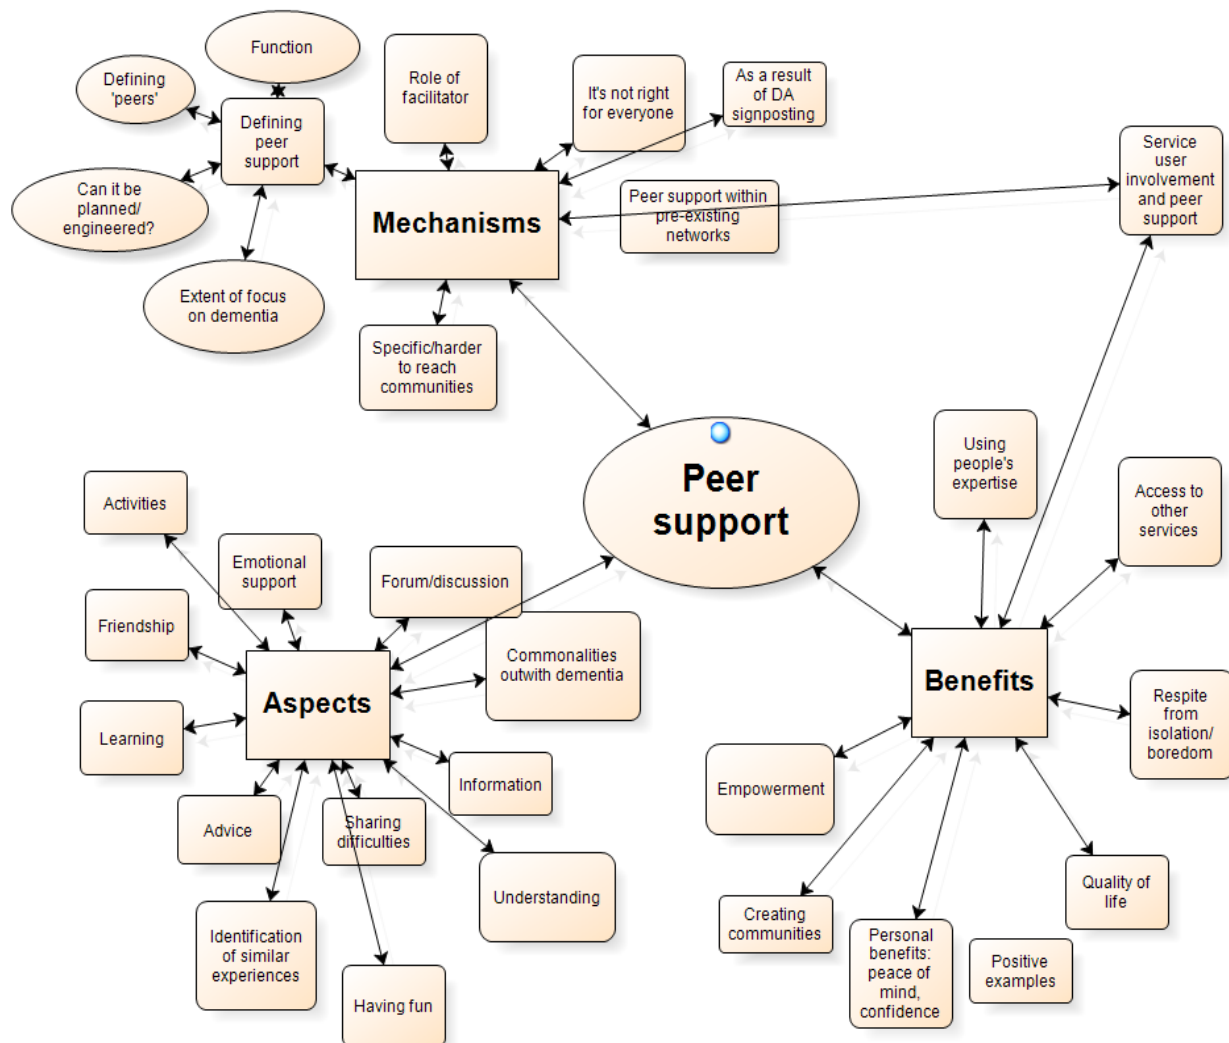 Function
Defining
'peers'
Defining
peer
support
Can it be
planned/
engineered?
Extent of focus
on dementia
Role of
facilitator
It's not right
for everyone
As a result
of DA
signposting
Mechanisms
Peer support within
pre-existing
networks
Service
user
involvement
and peer
support
Specific/harder
to reach
communities
Peer
support
Using
people's
expertise
Access to
other
services
Activities
Emotional
support
Forum/discussion
Friendship
Commonalities
outwith dementia
Aspects
Learning
Information
Advice
Sharing
difficulties
Understanding
Identification
of similar
experiences
Having fun
Benefits
Respite
from
isolation/
boredom
Empowerment
Quality of
life
Creating
communities
Personal
benefits:
peace of
mind,
confidence
Positive
examples